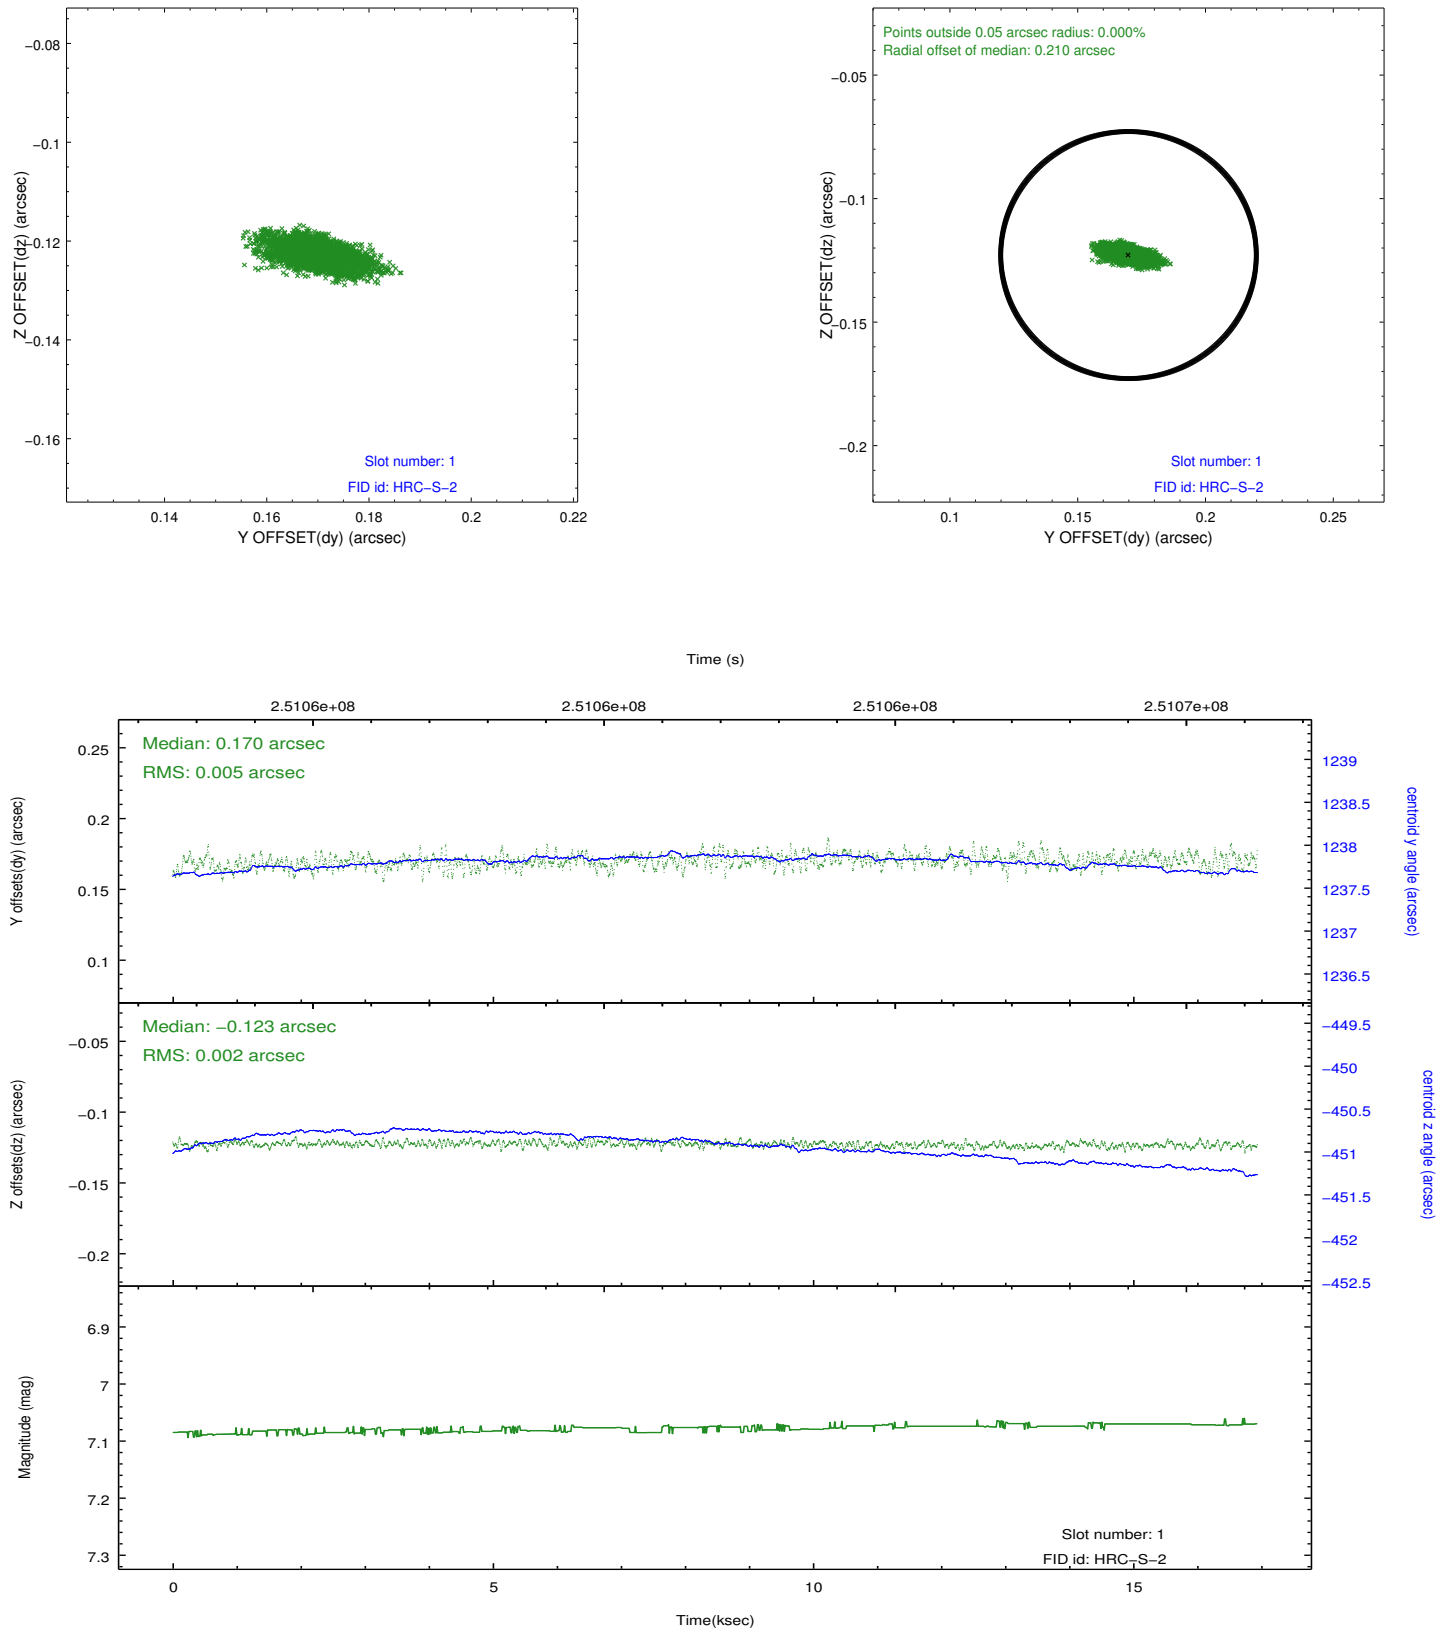 −0.08
−0.1
−0.12
−0.14
−0.16
Z OFFSET(dz) (arcsec)
Slot number: 1
FID id: HRC−S−2
0.14 0.16 0.18 0.2 0.22
Y OFFSET(dy) (arcsec)
Points outside 0.05 arcsec radius: 0.000%
Radial offset of median: 0.210 arcsec
−0.05
−0.1
−0.15
−0.2
Z OFFSET(dz) (arcsec)
Slot number: 1
FID id: HRC−S−2
0.1 0.15 0.2 0.25
Y OFFSET(dy) (arcsec)
Time (s)
2.5106e+08 2.5106e+08 2.5106e+08 2.5107e+08
Median: 0.170 arcsec
RMS: 0.005 arcsec
0.25
0.2
0.15
0.1
Y offsets(dy) (arcsec)
1239
1238.5
1238
1237.5
1237
1236.5
centroid y angle (arcsec)
Median: −0.123 arcsec
RMS: 0.002 arcsec
−0.05
−0.1
−0.15
−0.2
Z offsets(dz) (arcsec)
−449.5
−450
−450.5
−451
−451.5
−452
−452.5
centroid z angle (arcsec)
6.9
7
7.1
7.2
7.3
Magnitude (mag)
Slot number: 1
FID id: HRC−S−2
0 5 10 15
Time(ksec)